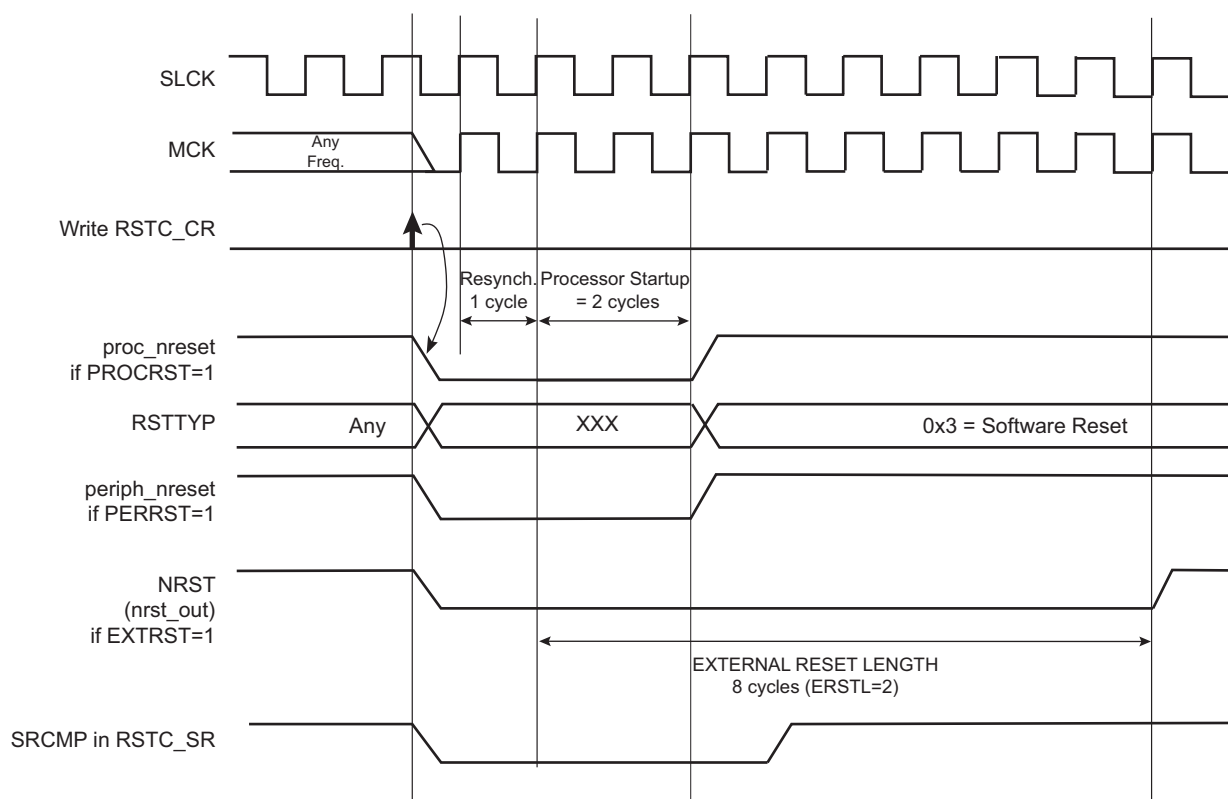 SLCK
MCK
Any
Freq.
Write RSTC_CR
Resynch.
1 cycle
Processor Startup
= 2 cycles
proc_nreset
if PROCRST=1
RSTTYP
Any
XXX
0x3 = Software Reset
periph_nreset
if PERRST=1
NRST
(nrst_out)
if EXTRST=1
EXTERNAL RESET LENGTH
8 cycles (ERSTL=2)
SRCMP in RSTC_SR